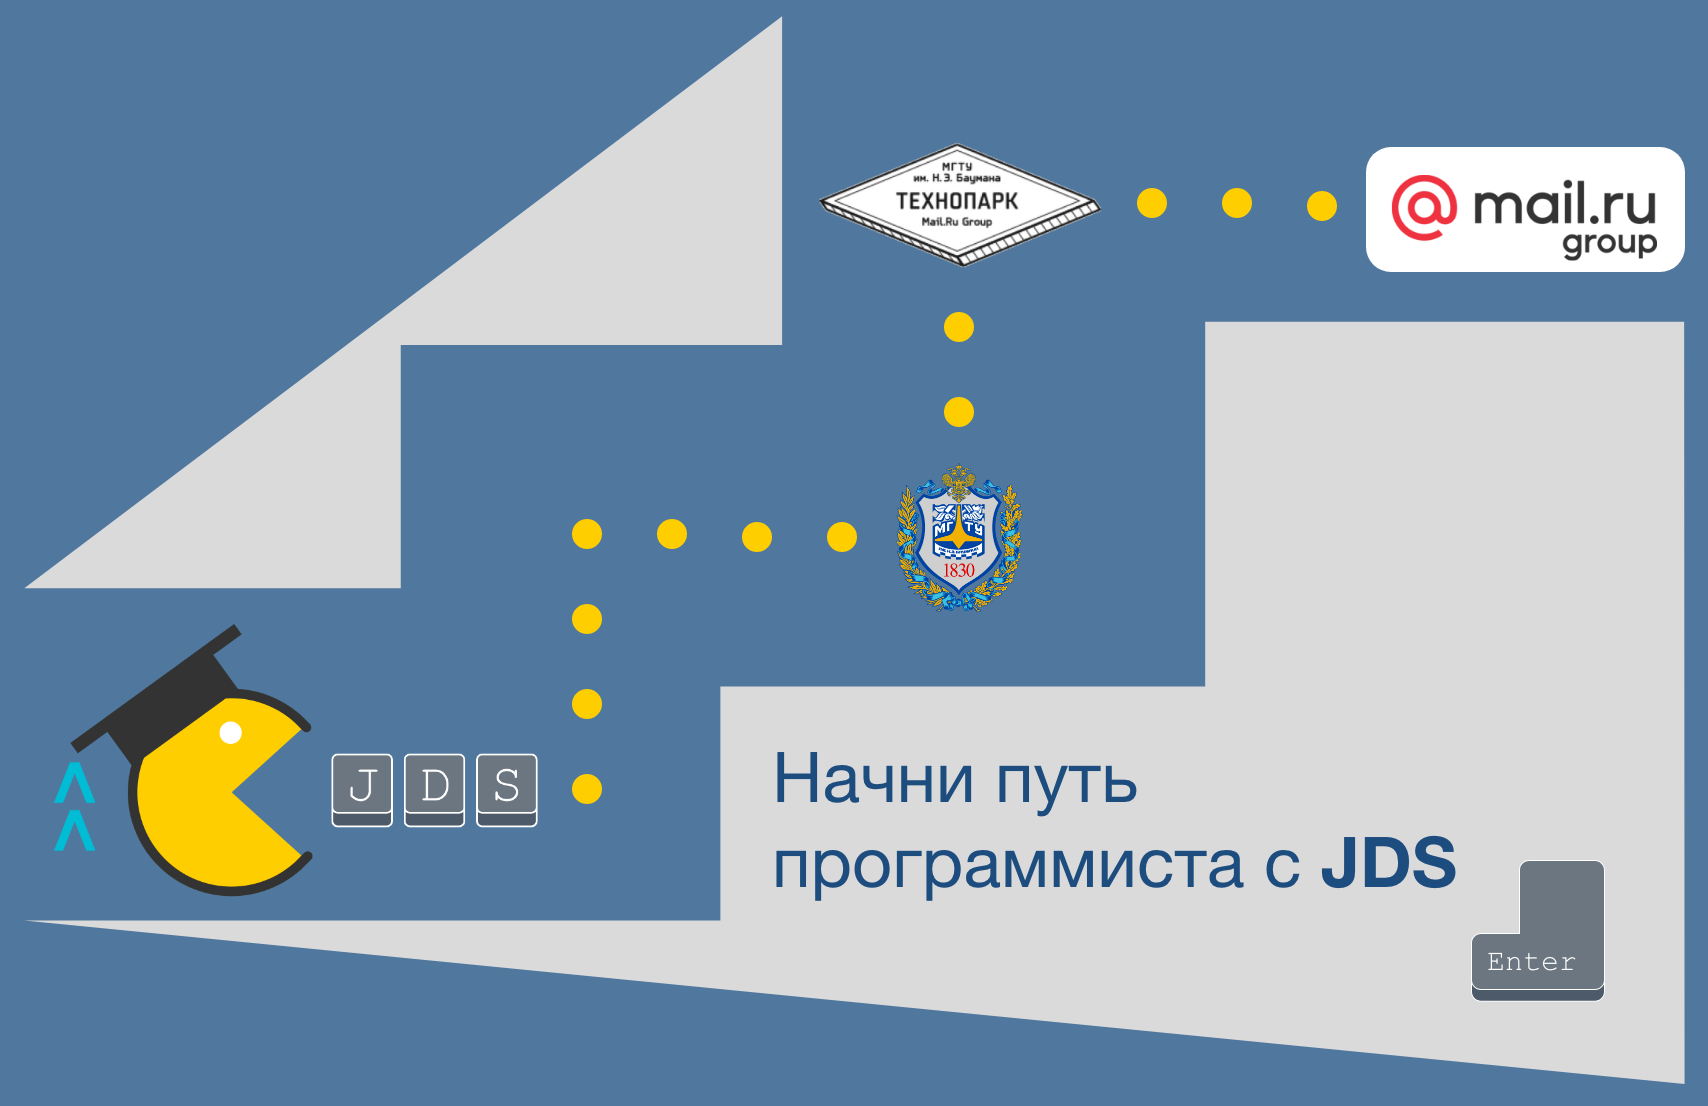 МГТУ
им. Н.Э. Баумана
ТЕХНОПАРК
Mail.Ru Group
@mail.ru
group
МГТУ
1830
J D S
Начни путь
программиста с JDS
Enter